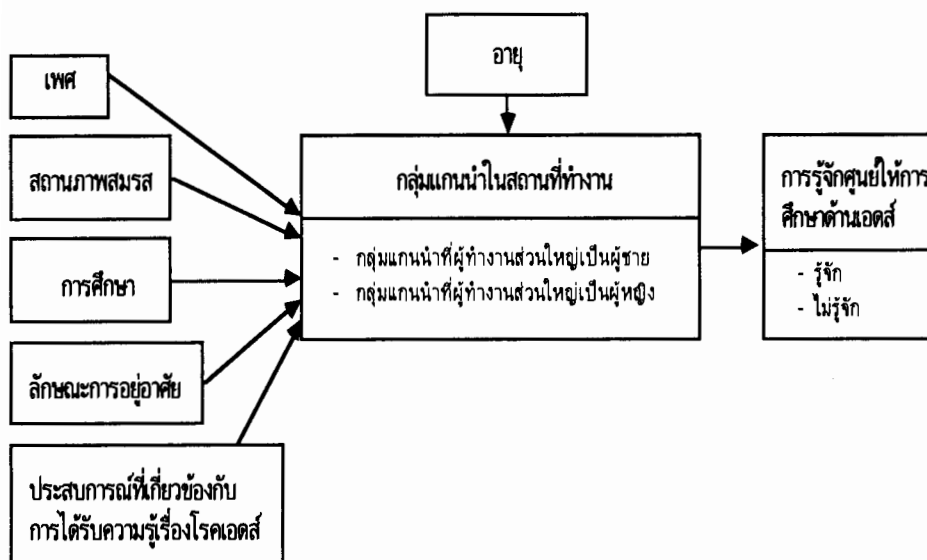 อายุ
เพศ
สถานภาพสมรส
การศึกษา
ลักษณะการอยู่อาศัย
ประสบการณ์ที่เกี่ยวข้องกับ
การได้รับความรู้เรื่องโรคเอดส์
กลุ่มแกนนำในสถานที่ทำงาน
- กลุ่มแกนนำที่ผู้ทำงานส่วนใหญ่เป็นผู้ชาย
- กลุ่มแกนนำที่ผู้ทำงานส่วนใหญ่เป็นผู้หญิง
การรู้จักศูนย์ให้การ
ศึกษาด้านเอดส์
- รู้จัก
- ไม่รู้จัก